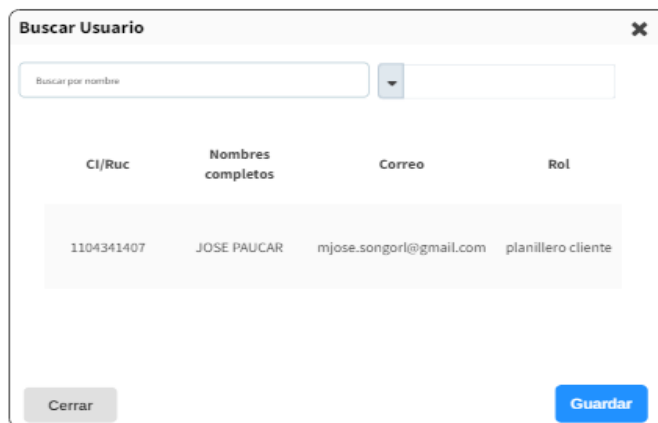 Buscar Usuario
Buscar por nombre
CI/Ruc Nombres completos Correo Rol
1104341407 JOSE PAUCAR mjose.songorl@gmail.com planillero cliente
Cerrar Guardar